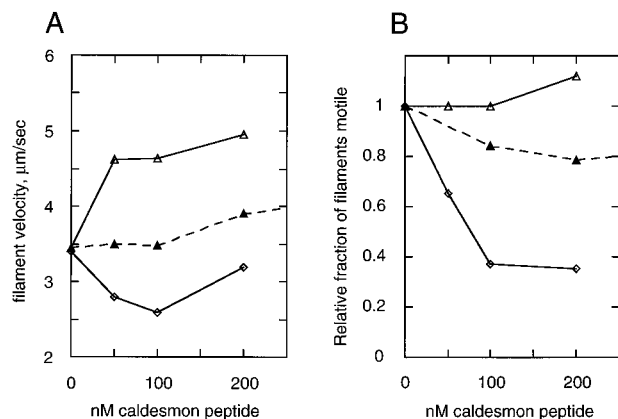 A
6
5
4
3
2
filament velocity, µm/sec
0 100 200
nM caldesmon peptide
B
1
0.8
0.6
0.4
0.2
0
Relative fraction of filaments motile
0 100 200
nM caldesmon peptide